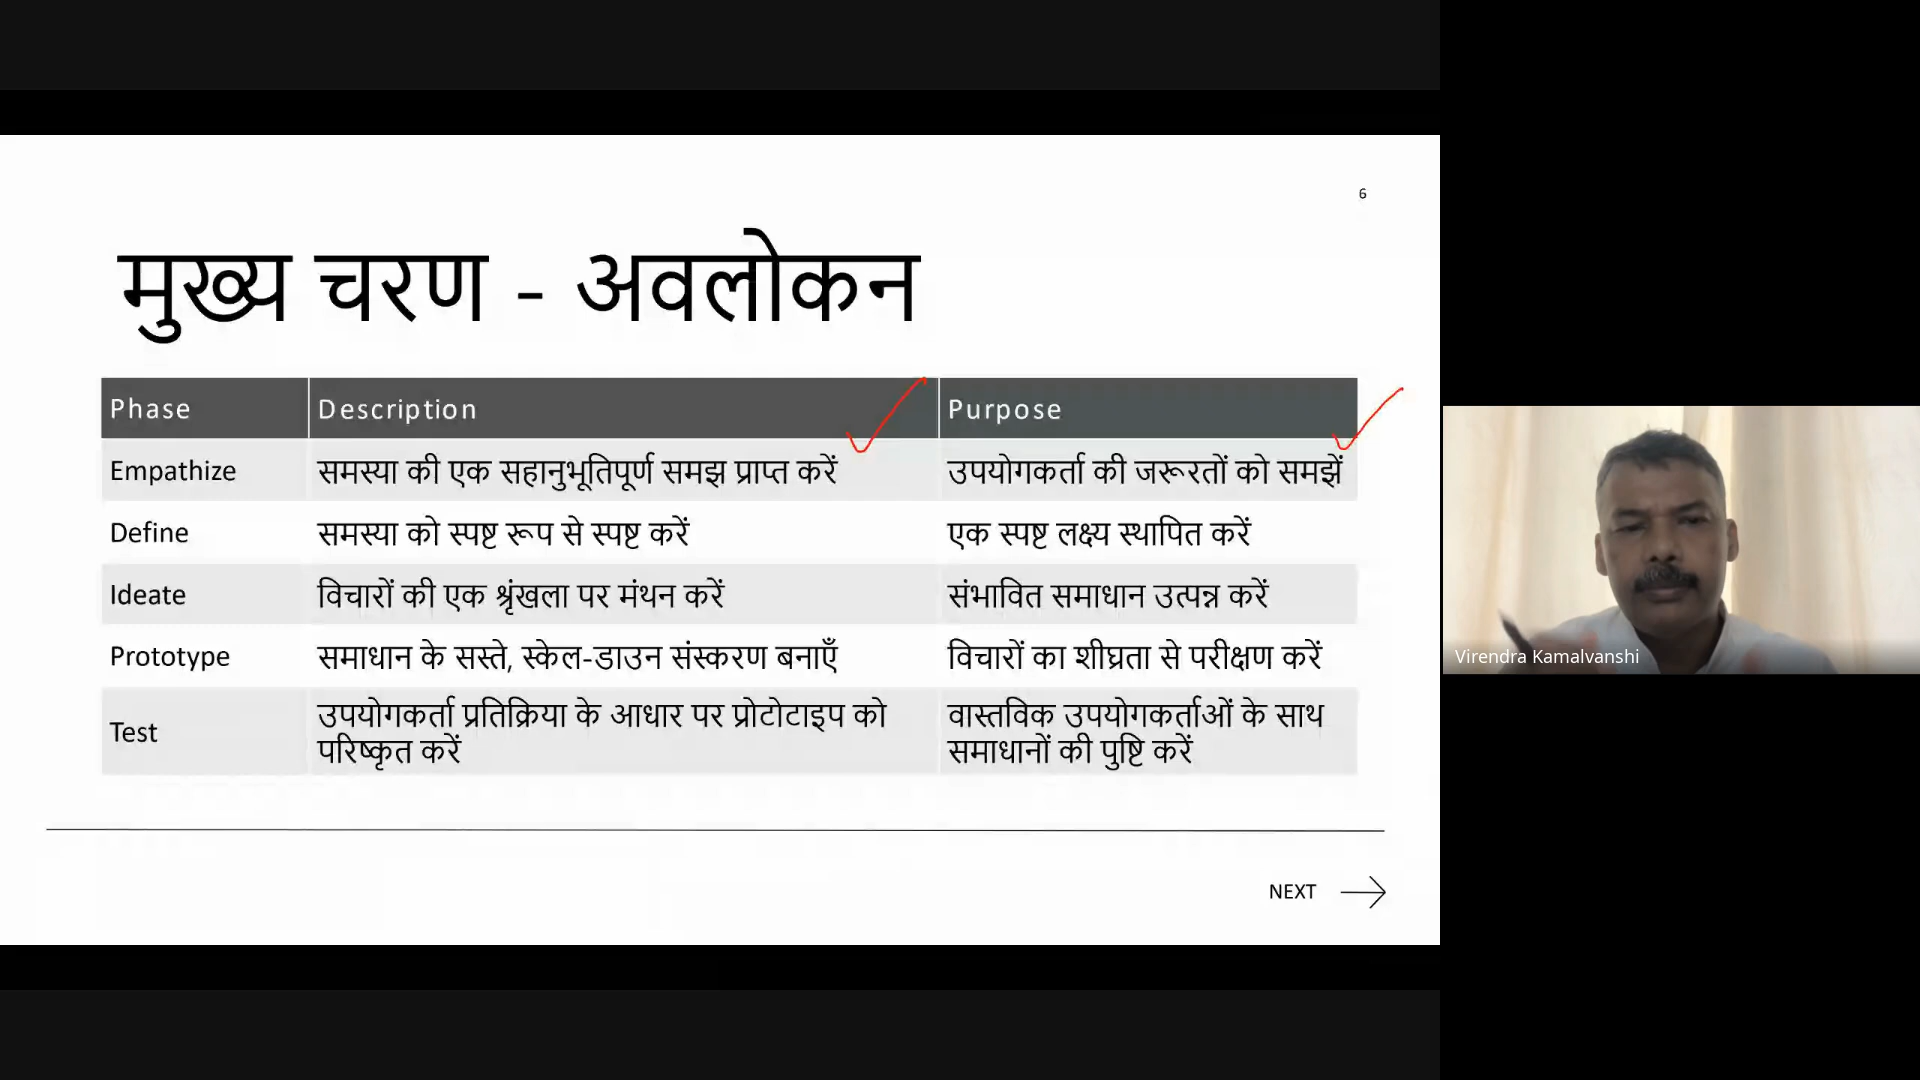 6
मुख्य चरण - अवलोकन
Phase Description Purpose
Empathize समस्या की एक सहानुभूतिपूर्ण समझ प्राप्त करें उपयोगकर्ता की जरूरतों को समझें
Define समस्या को स्पष्ट रूप से स्पष्ट करें एक स्पष्ट लक्ष्य स्थापित करें
Ideate विचारों की एक श्रृंखला पर मंथन करें संभावित समाधान उत्पन्न करें
Prototype समाधान के सस्ते, स्केल-डाउन संस्करण बनाएँ विचारों का शीघ्रता से परीक्षण करें
Test उपयोगकर्ता प्रतिक्रिया के आधार पर प्रोटोटाइप को
परिष्कृत करें
वास्तविक उपयोगकर्ताओं के साथ
समाधानों की पुष्टि करें
NEXT
Virendra Kamalvanshi